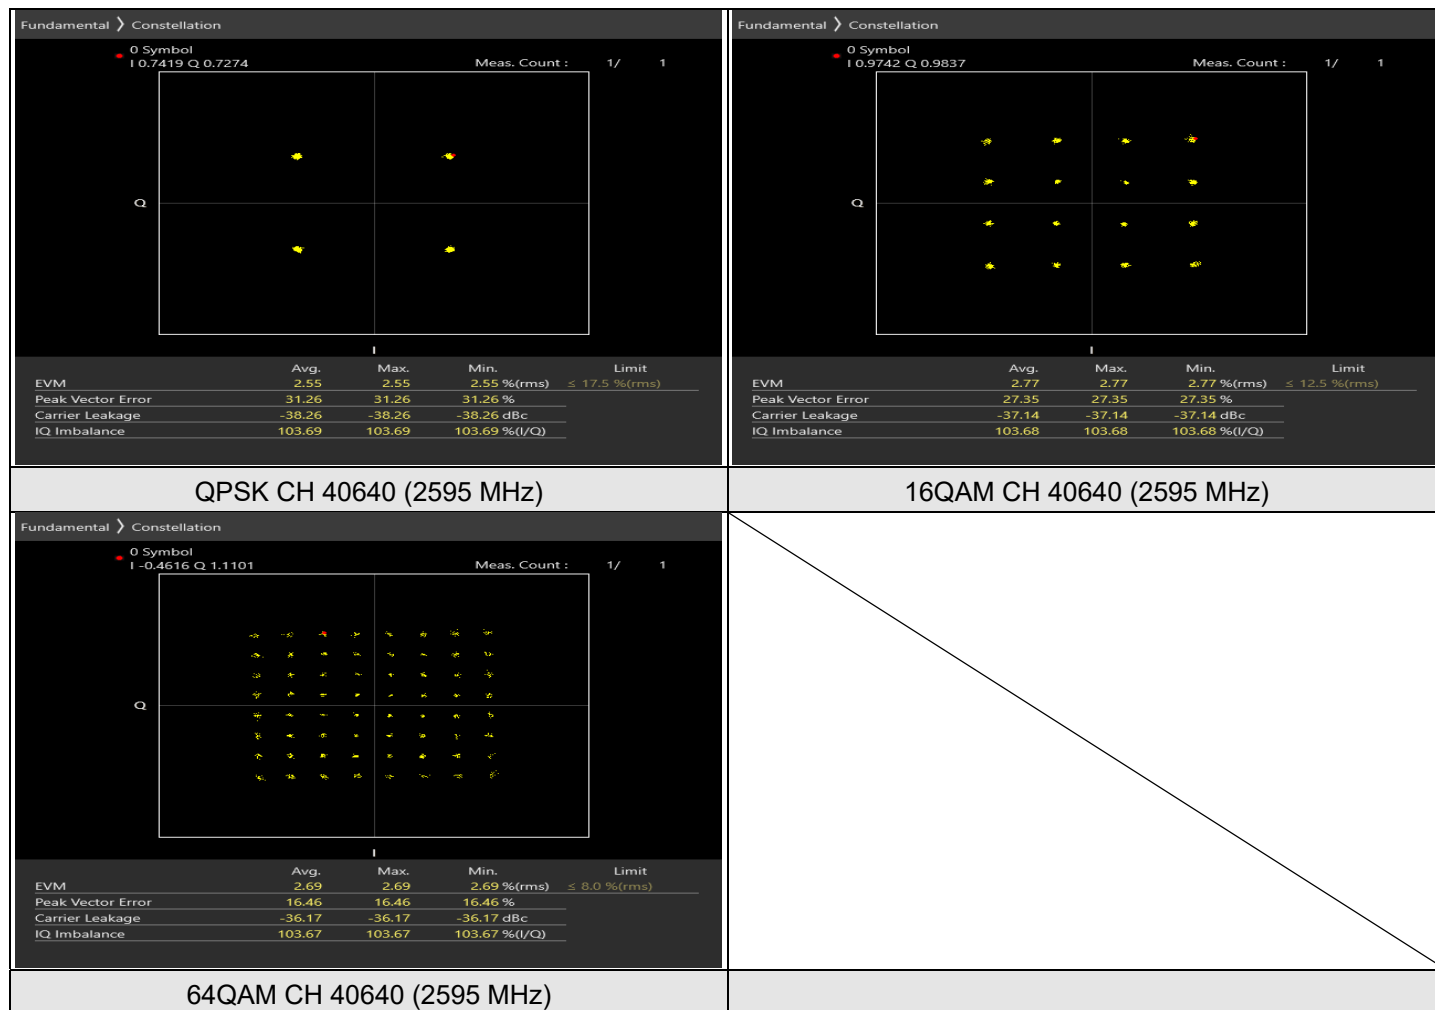 Fundamental ❯ Constellation
0 Symbol
I 0.7419 Q 0.7274 Meas. Count : 1/ 1
Q
I
Avg. Max. Min. Limit
EVM 2.55 2.55 2.55 %(rms) ≤ 17.5 %(rms)
Peak Vector Error 31.26 31.26 31.26 %
Carrier Leakage -38.26 -38.26 -38.26 dBc
IQ Imbalance 103.69 103.69 103.69 %(I/Q)
QPSK CH 40640 (2595 MHz)
Fundamental ❯ Constellation
0 Symbol
I 0.9742 Q 0.9837 Meas. Count : 1/ 1
Q
I
Avg. Max. Min. Limit
EVM 2.77 2.77 2.77 %(rms) ≤ 12.5 %(rms)
Peak Vector Error 27.35 27.35 27.35 %
Carrier Leakage -37.14 -37.14 -37.14 dBc
IQ Imbalance 103.68 103.68 103.68 %(I/Q)
16QAM CH 40640 (2595 MHz)
Fundamental ❯ Constellation
0 Symbol
I -0.4616 Q 1.1101 Meas. Count : 1/ 1
Q
I
Avg. Max. Min. Limit
EVM 2.69 2.69 2.69 %(rms) ≤ 8.0 %(rms)
Peak Vector Error 16.46 16.46 16.46 %
Carrier Leakage -36.17 -36.17 -36.17 dBc
IQ Imbalance 103.67 103.67 103.67 %(I/Q)
64QAM CH 40640 (2595 MHz)